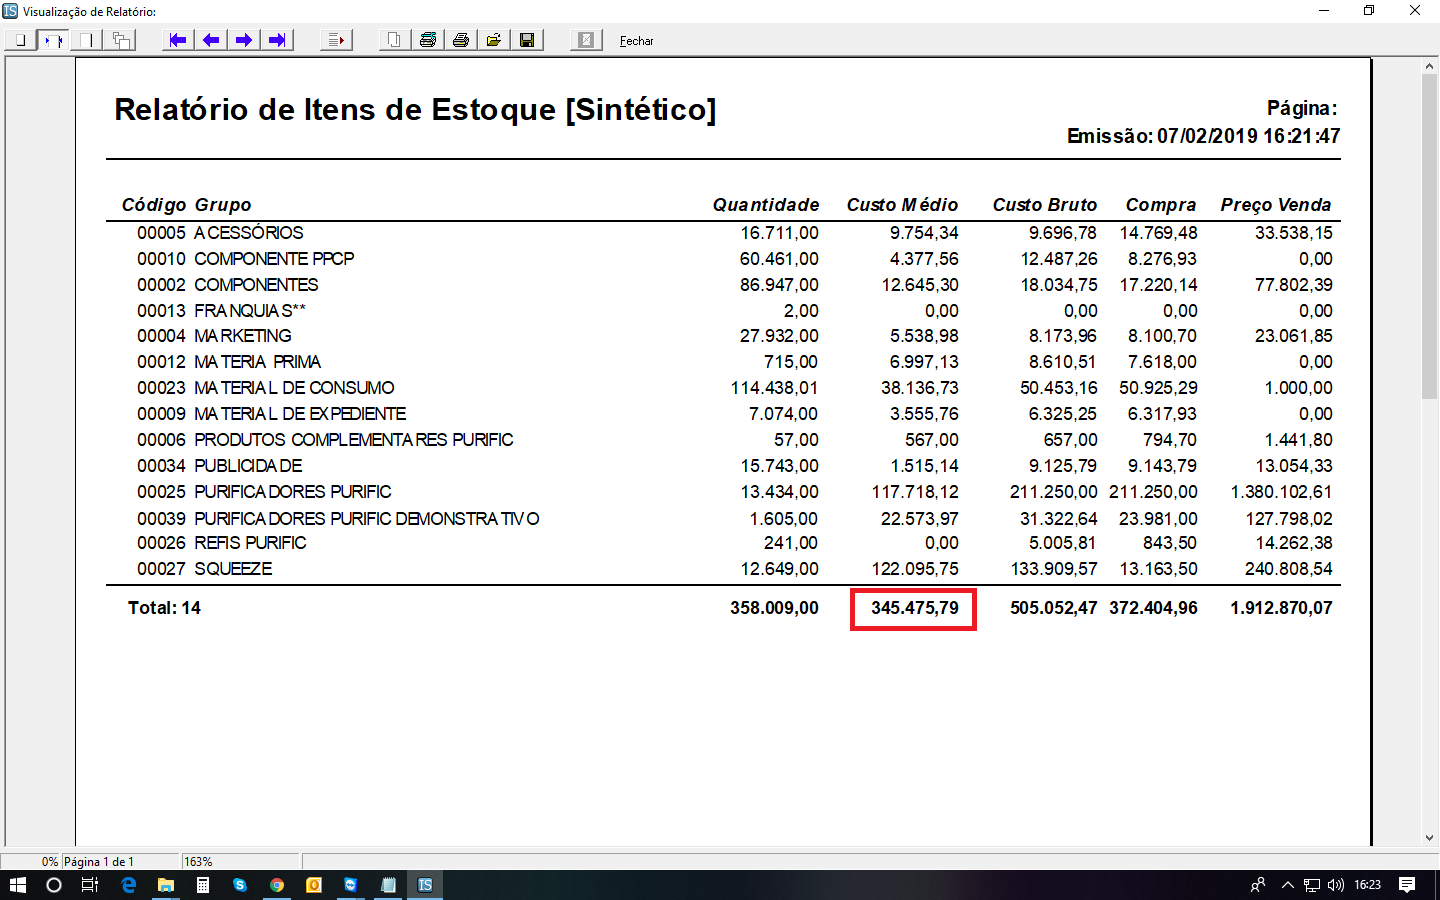 IS Visualização de Relatório:
Fechar
Relatório de Itens de Estoque [Sintético]
Página:
Emissão: 07/02/2019 16:21:47
Código Grupo Quantidade Custo Médio Custo Bruto Compra Preço Venda
00005 ACESSÓRIOS 16.711,00 9.754,34 9.696,78 14.769,48 33.538,15
00010 COMPONENTE PPCP 60.461,00 4.377,56 12.487,26 8.276,93 0,00
00002 COMPONENTES 86.947,00 12.645,30 18.034,75 17.220,14 77.802,39
00013 FRANQUIAS** 2,00 0,00 0,00 0,00 0,00
00004 MARKETING 27.932,00 5.538,98 8.173,96 8.100,70 23.061,85
00012 MATERIA PRIMA 715,00 6.997,13 8.610,51 7.618,00 0,00
00023 MATERIAL DE CONSUMO 114.438,01 38.136,73 50.453,16 50.925,29 1.000,00
00009 MATERIAL DE EXPEDIENTE 7.074,00 3.555,76 6.325,25 6.317,93 0,00
00006 PRODUTOS COMPLEMENTARES PURIFIC 57,00 567,00 657,00 794,70 1.441,80
00034 PUBLICIDADE 15.743,00 1.515,14 9.125,79 9.143,79 13.054,33
00025 PURIFICADORES PURIFIC 13.434,00 117.718,12 211.250,00 211.250,00 1.380.102,61
00039 PURIFICADORES PURIFIC DEMONSTRATIVO 1.605,00 22.573,97 31.322,64 23.981,00 127.798,02
00026 REFIS PURIFIC 241,00 0,00 5.005,81 843,50 14.262,38
00027 SQUEEZE 12.649,00 122.095,75 133.909,57 13.163,50 240.808,54
Total: 14 358.009,00 345.475,79 505.052,47 372.404,96 1.912.870,07
0% Página 1 de 1 163%
IS 16:23